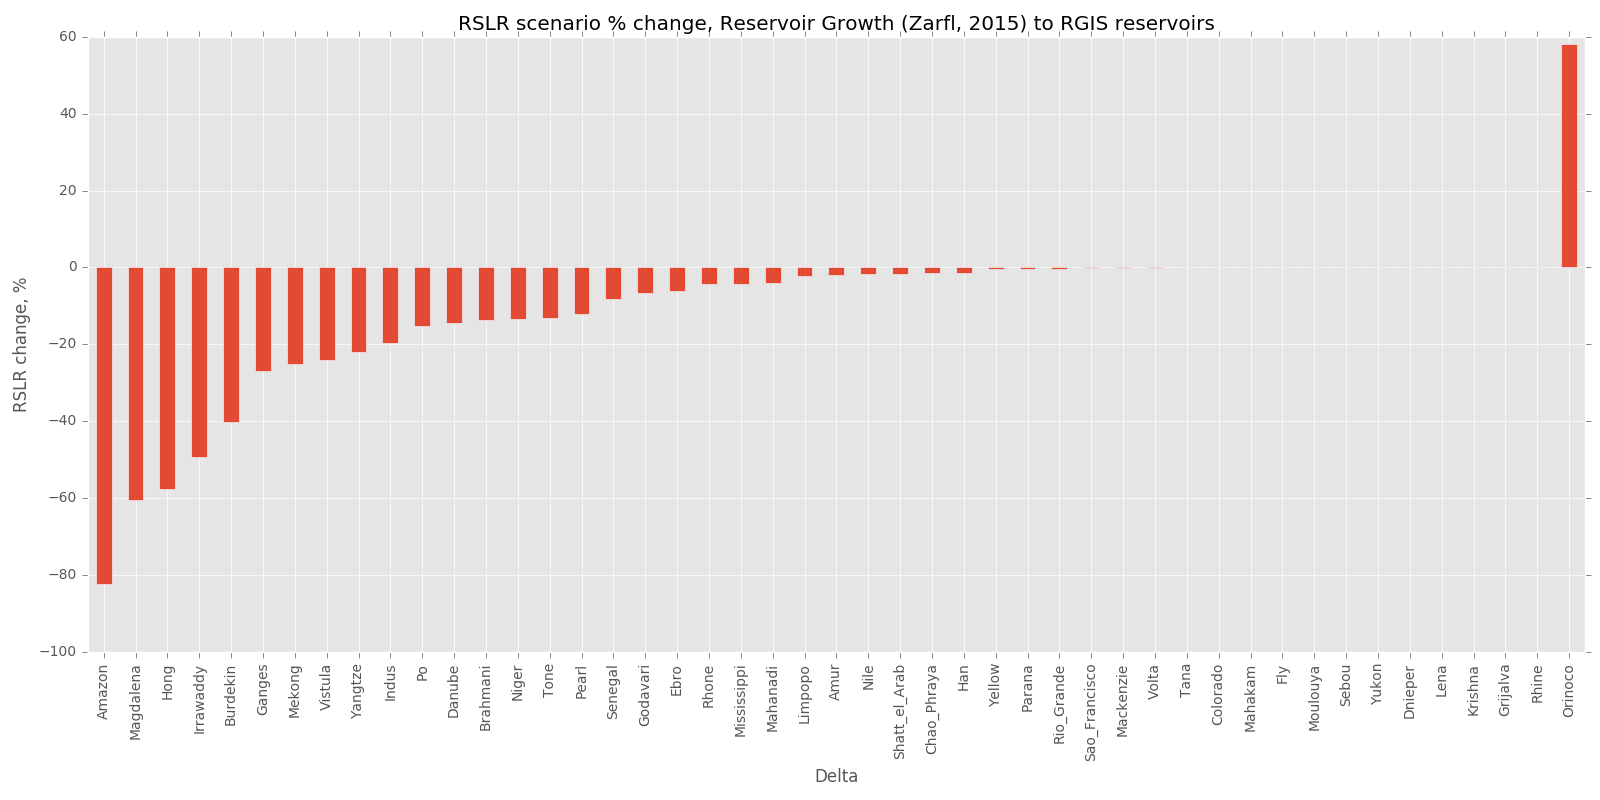 RSLR scenario % change, Reservoir Growth (Zarfl, 2015) to RGIS reservoirs
RSLR change, %
60
40
20
0
−20
−40
−60
−80
−100
Amazon
Magdalena
Hong
Irrawaddy
Burdekin
Ganges
Mekong
Vistula
Yangtze
Indus
Po
Danube
Brahmani
Niger
Tone
Pearl
Senegal
Godavari
Ebro
Rhone
Mississippi
Mahanadi
Limpopo
Amur
Nile
Shatt_el_Arab
Chao_Phraya
Han
Yellow
Parana
Rio_Grande
Sao_Francisco
Mackenzie
Volta
Tana
Colorado
Mahakam
Fly
Moulouya
Sebou
Yukon
Dnieper
Lena
Krishna
Grijalva
Rhine
Orinoco
Delta